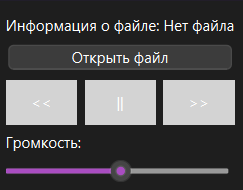 Информация о файле: Нет файла
Открыть файл
<< || >>
Громкость: